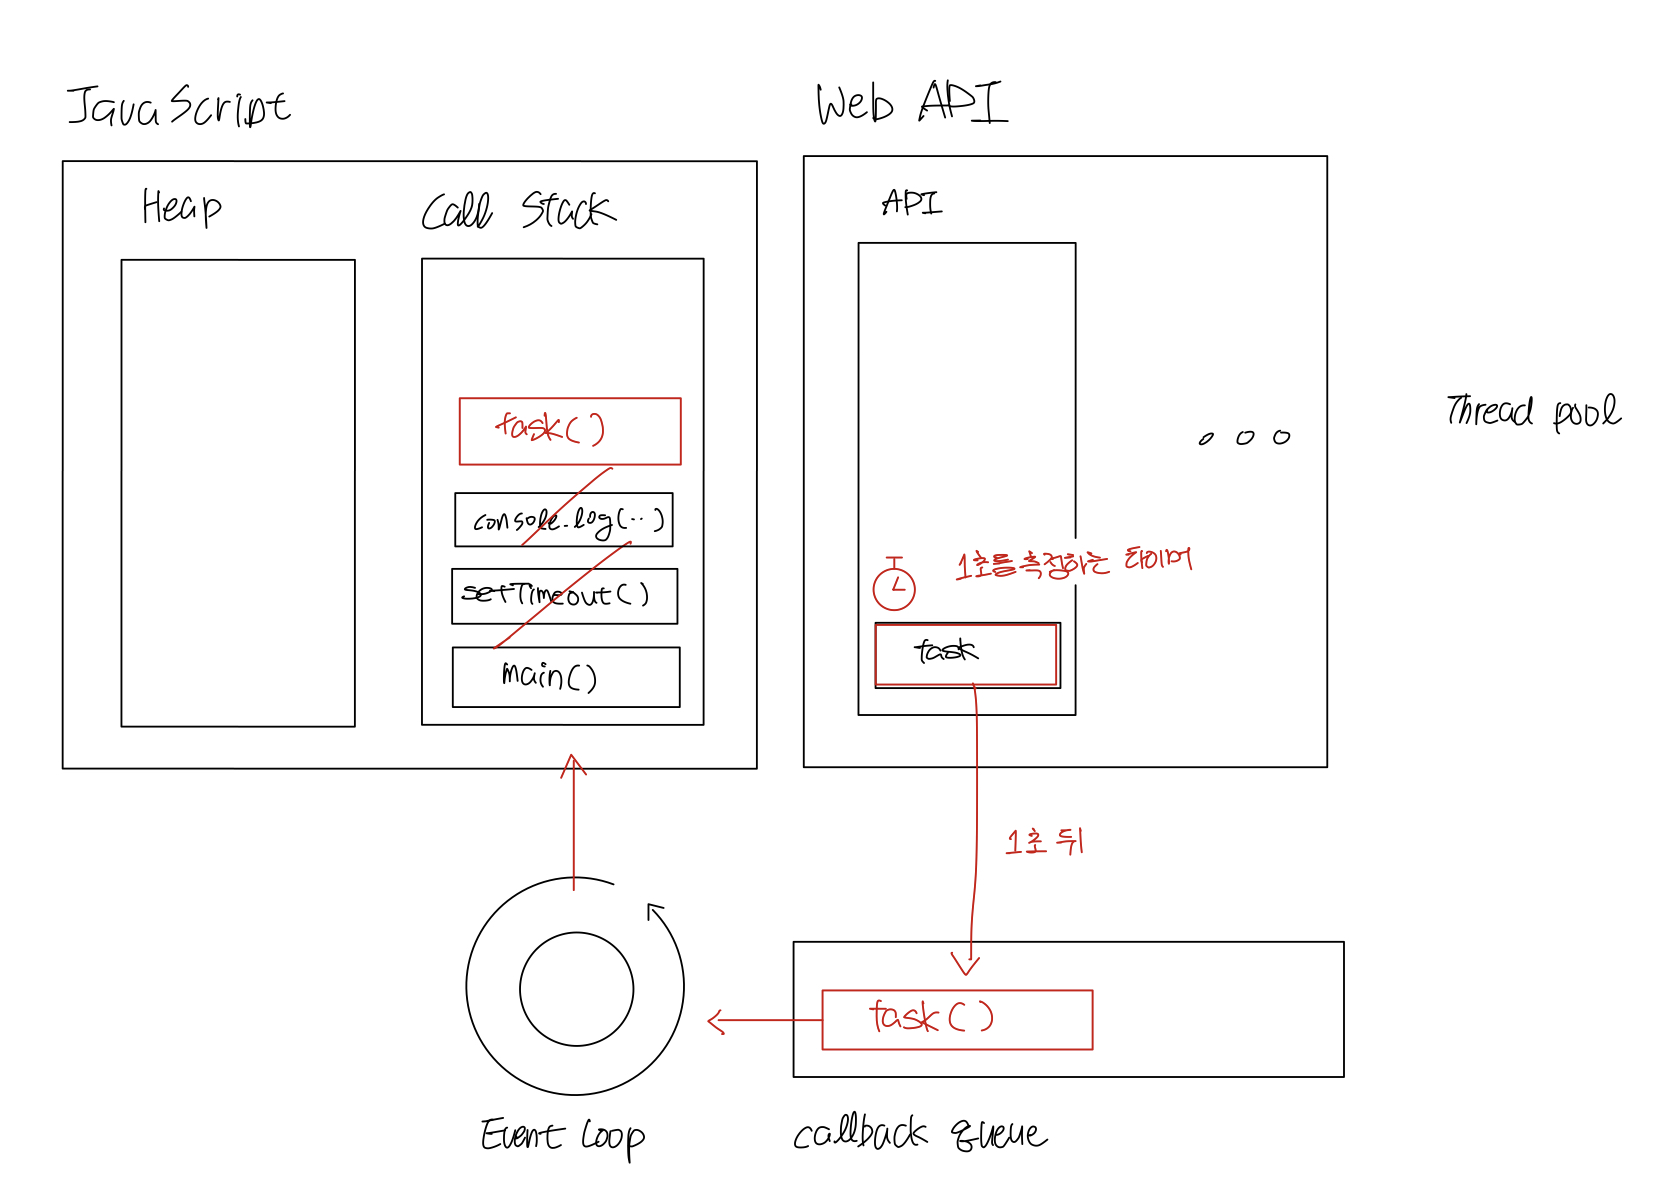 JavaScript
Heap
Call Stack
task()
console.log(...)
setTimeout()
main()
Web API
API
1초를 측정하는 타이머
task
Thread pool
1초 뒤
task()
Event Loop
callback queue